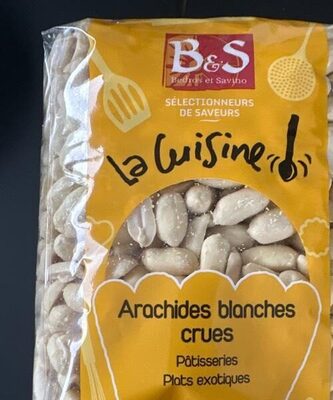 B&S
Bedros et Savino
SÉLECTIONNEURS
DE SAVEURS
La Cuisine!
Arachides blanches
crues
Pâtisseries
Plats exotiques